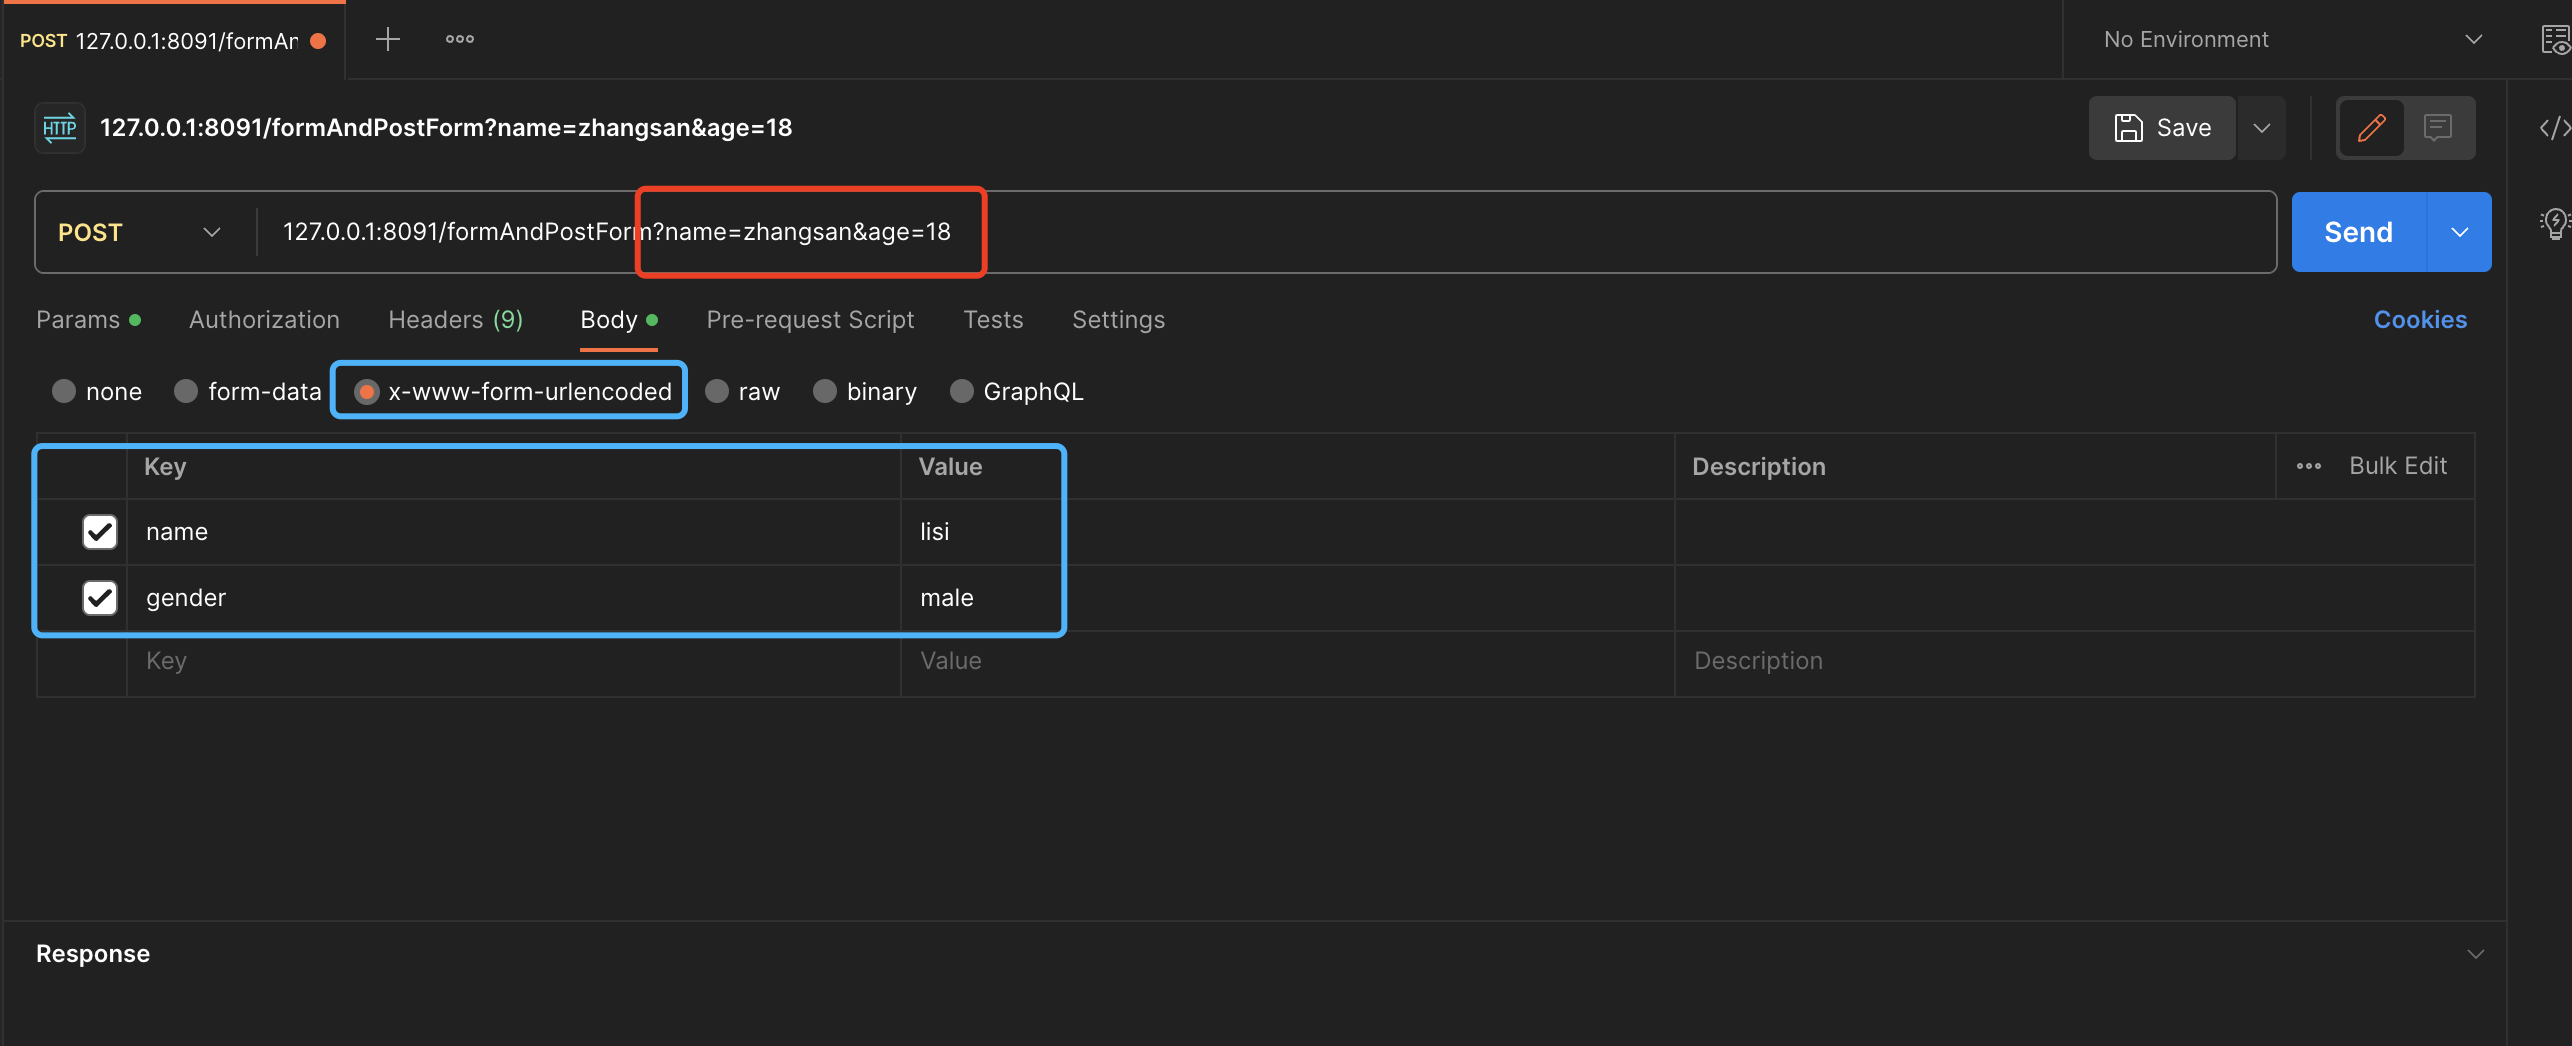 POST 127.0.0.1:8091/formAn
No Environment
HTTP 127.0.0.1:8091/formAndPostForm?name=zhangsan&age=18
Save
POST 127.0.0.1:8091/formAndPostForm?name=zhangsan&age=18
Send
Params Authorization Headers (9) Body Pre-request Script Tests Settings Cookies
none form-data x-www-form-urlencoded raw binary GraphQL
Key Value Description Bulk Edit
name lisi
gender male
Key Value Description
Response